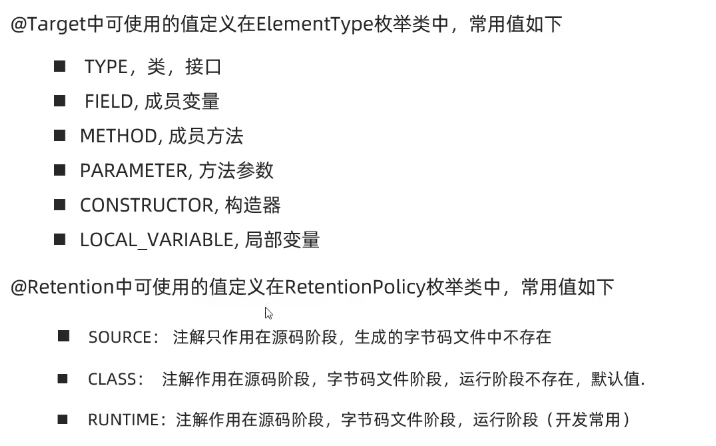 @Target中可使用的值定义在ElementType枚举类中，常用值如下
■ TYPE，类，接口
■ FIELD, 成员变量
■ METHOD, 成员方法
■ PARAMETER, 方法参数
■ CONSTRUCTOR, 构造器
■ LOCAL_VARIABLE, 局部变量
@Retention中可使用的值定义在RetentionPolicy枚举类中，常用值如下
■ SOURCE： 注解只作用在源码阶段，生成的字节码文件中不存在
■ CLASS： 注解作用在源码阶段，字节码文件阶段，运行阶段不存在，默认值.
■ RUNTIME：注解作用在源码阶段，字节码文件阶段，运行阶段（开发常用）